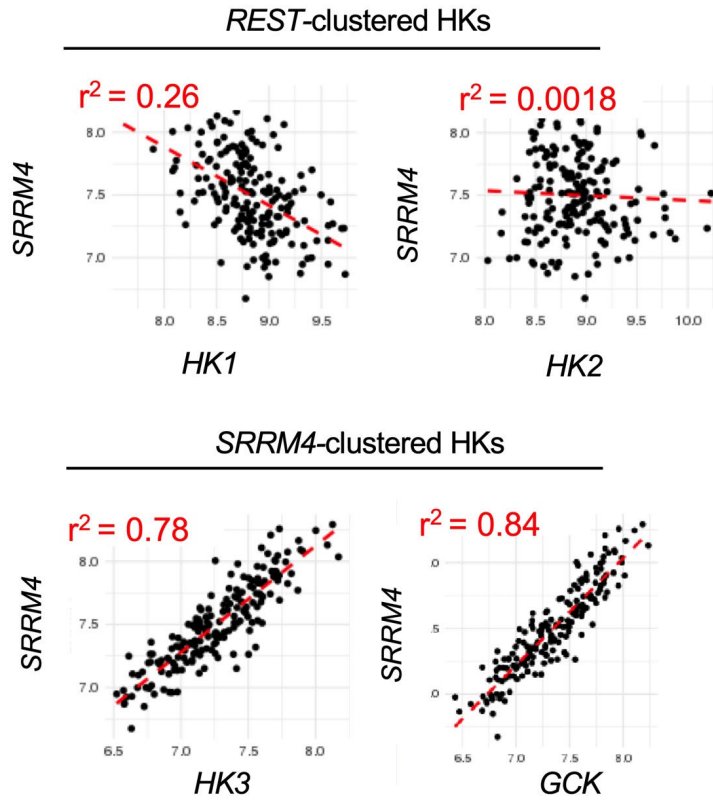 REST-clustered HKs
r² = 0.26
r² = 0.0018
8.0
7.5
7.0
SRRM4
8.0
7.5
7.0
SRRM4
8.0 8.5 9.0 9.5
8.0 8.5 9.0 9.5 10.0
HK1
HK2
SRRM4-clustered HKs
r² = 0.78
r² = 0.84
8.0
7.5
7.0
SRRM4
.0
.5
.0
SRRM4
6.5 7.0 7.5 8.0
6.5 7.0 7.5 8.0
HK3
GCK